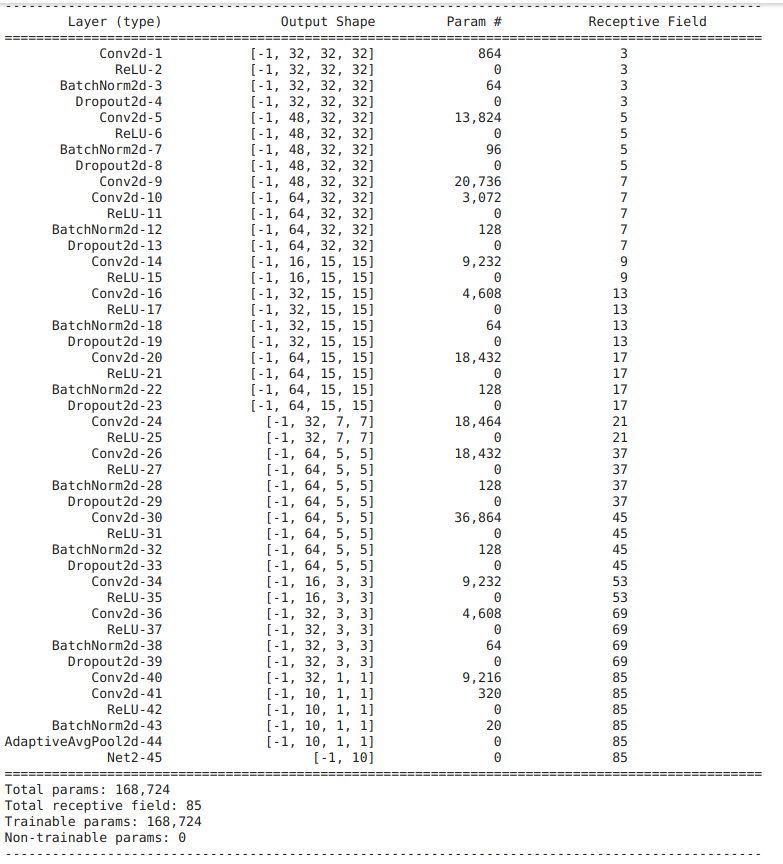 Layer (type) Output Shape Param # Receptive Field
Conv2d-1 [-1, 32, 32, 32] 864 3
ReLU-2 [-1, 32, 32, 32] 0 3
BatchNorm2d-3 [-1, 32, 32, 32] 64 3
Dropout2d-4 [-1, 32, 32, 32] 0 3
Conv2d-5 [-1, 48, 32, 32] 13,824 5
ReLU-6 [-1, 48, 32, 32] 0 5
BatchNorm2d-7 [-1, 48, 32, 32] 96 5
Dropout2d-8 [-1, 48, 32, 32] 0 5
Conv2d-9 [-1, 48, 32, 32] 20,736 7
Conv2d-10 [-1, 64, 32, 32] 3,072 7
ReLU-11 [-1, 64, 32, 32] 0 7
BatchNorm2d-12 [-1, 64, 32, 32] 128 7
Dropout2d-13 [-1, 64, 32, 32] 0 7
Conv2d-14 [-1, 16, 15, 15] 9,232 9
ReLU-15 [-1, 16, 15, 15] 0 9
Conv2d-16 [-1, 32, 15, 15] 4,608 13
ReLU-17 [-1, 32, 15, 15] 0 13
BatchNorm2d-18 [-1, 32, 15, 15] 64 13
Dropout2d-19 [-1, 32, 15, 15] 0 13
Conv2d-20 [-1, 64, 15, 15] 18,432 17
ReLU-21 [-1, 64, 15, 15] 0 17
BatchNorm2d-22 [-1, 64, 15, 15] 128 17
Dropout2d-23 [-1, 64, 15, 15] 0 17
Conv2d-24 [-1, 32, 7, 7] 18,464 21
ReLU-25 [-1, 32, 7, 7] 0 21
Conv2d-26 [-1, 64, 5, 5] 18,432 37
ReLU-27 [-1, 64, 5, 5] 0 37
BatchNorm2d-28 [-1, 64, 5, 5] 128 37
Dropout2d-29 [-1, 64, 5, 5] 0 37
Conv2d-30 [-1, 64, 5, 5] 36,864 45
ReLU-31 [-1, 64, 5, 5] 0 45
BatchNorm2d-32 [-1, 64, 5, 5] 128 45
Dropout2d-33 [-1, 64, 5, 5] 0 45
Conv2d-34 [-1, 16, 3, 3] 9,232 53
ReLU-35 [-1, 16, 3, 3] 0 53
Conv2d-36 [-1, 32, 3, 3] 4,608 69
ReLU-37 [-1, 32, 3, 3] 0 69
BatchNorm2d-38 [-1, 32, 3, 3] 64 69
Dropout2d-39 [-1, 32, 3, 3] 0 69
Conv2d-40 [-1, 32, 1, 1] 9,216 85
Conv2d-41 [-1, 10, 1, 1] 320 85
ReLU-42 [-1, 10, 1, 1] 0 85
BatchNorm2d-43 [-1, 10, 1, 1] 20 85
AdaptiveAvgPool2d-44 [-1, 10, 1, 1] 0 85
Net2-45 [-1, 10] 0 85
Total params: 168,724
Total receptive field: 85
Trainable params: 168,724
Non-trainable params: 0